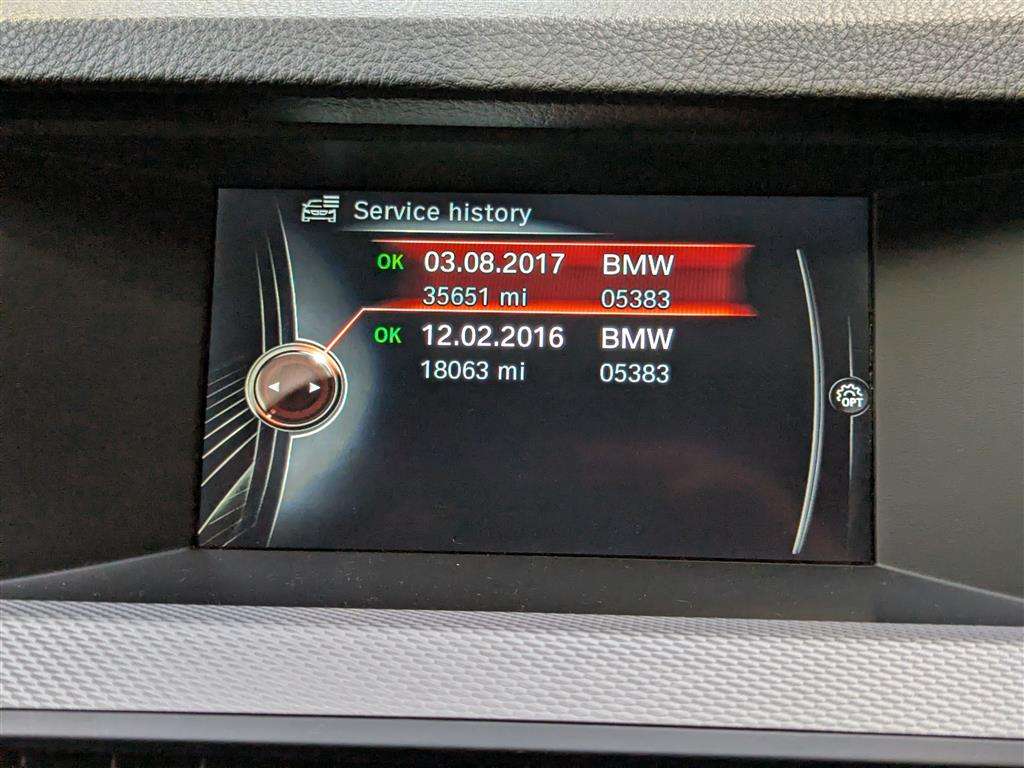 Service history
OK 03.08.2017 BMW
35651 mi 05383
OK 12.02.2016 BMW
18063 mi 05383
OPT